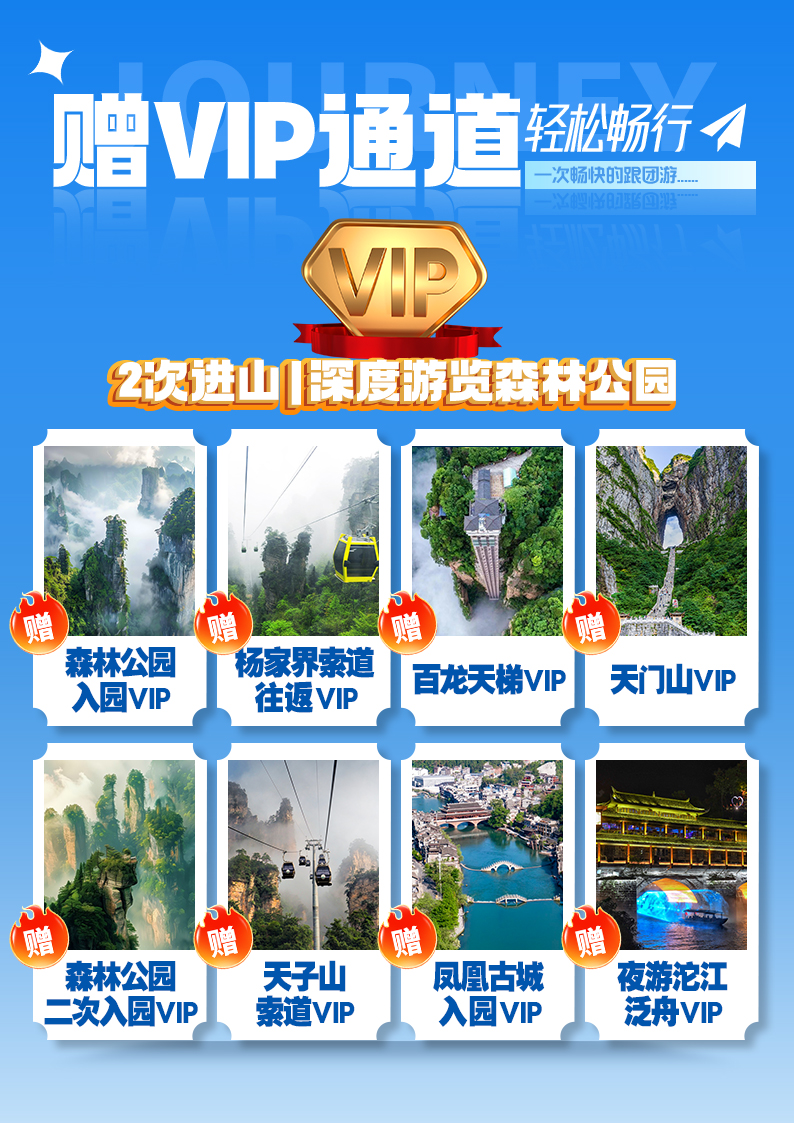 JOURNEY
赠VIP通道
轻松畅行
一次畅快的跟团游......
VIP
2次进山|深度游览森林公园
赠
森林公园
入园VIP
赠
杨家界索道
往返VIP
赠
百龙天梯VIP
赠
天门山VIP
赠
森林公园
二次入园VIP
赠
天子山
索道VIP
赠
凤凰古城
入园VIP
赠
夜游沱江
泛舟VIP